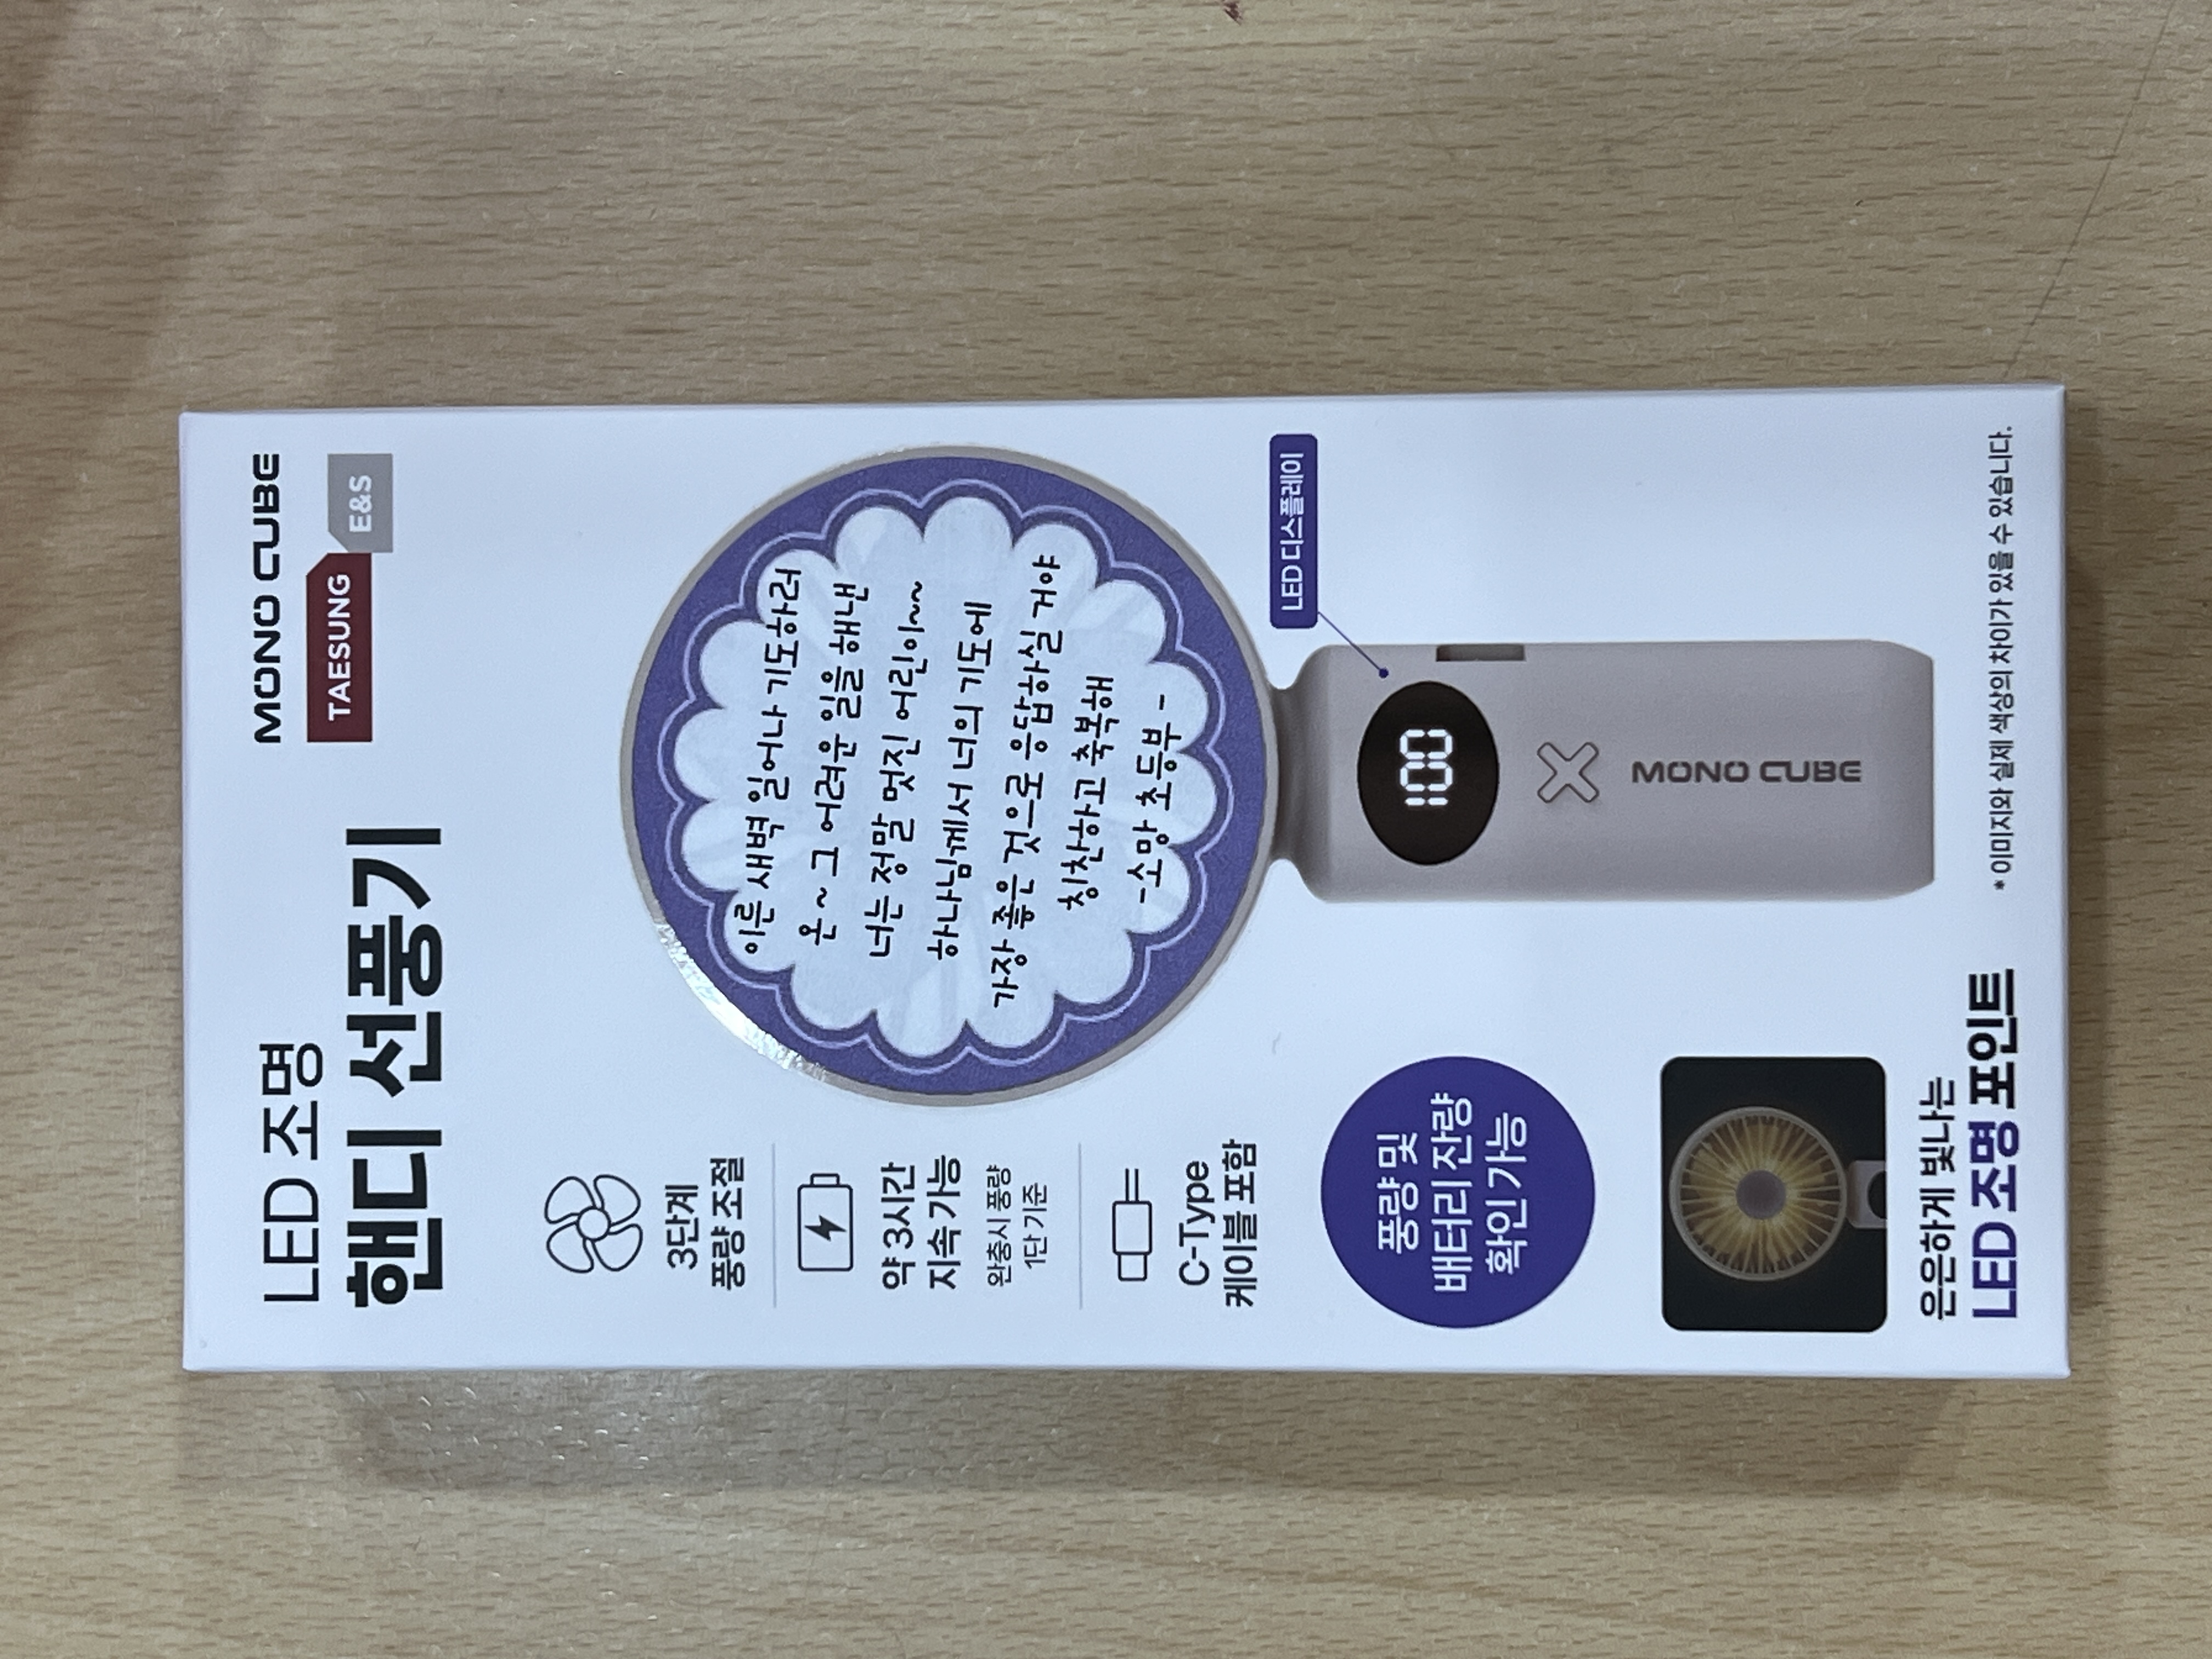 LED 조명
핸디 선풍기
MONO CUBE
TAESUNG
E&S
3단계
풍량 조절
약 3시간
지속 가능
완충시 풍량
1단 기준
C-Type
케이블 포함
이른 새벽 일어나 기도하러
온~ 그 어려운 일을 해낸
너는 정말 멋진 어린이~~
하나님께서 너의 기도에
가장 좋은 것으로 응답하실 거야
칭찬하고 축복해
-소망 초등부-
LED 디스플레이
100
MONO CUBE
풍량 및
배터리 잔량
확인 가능
은은하게 빛나는
LED 조명 포인트
* 이미지와 실제 색상의 차이가 있을 수 있습니다.